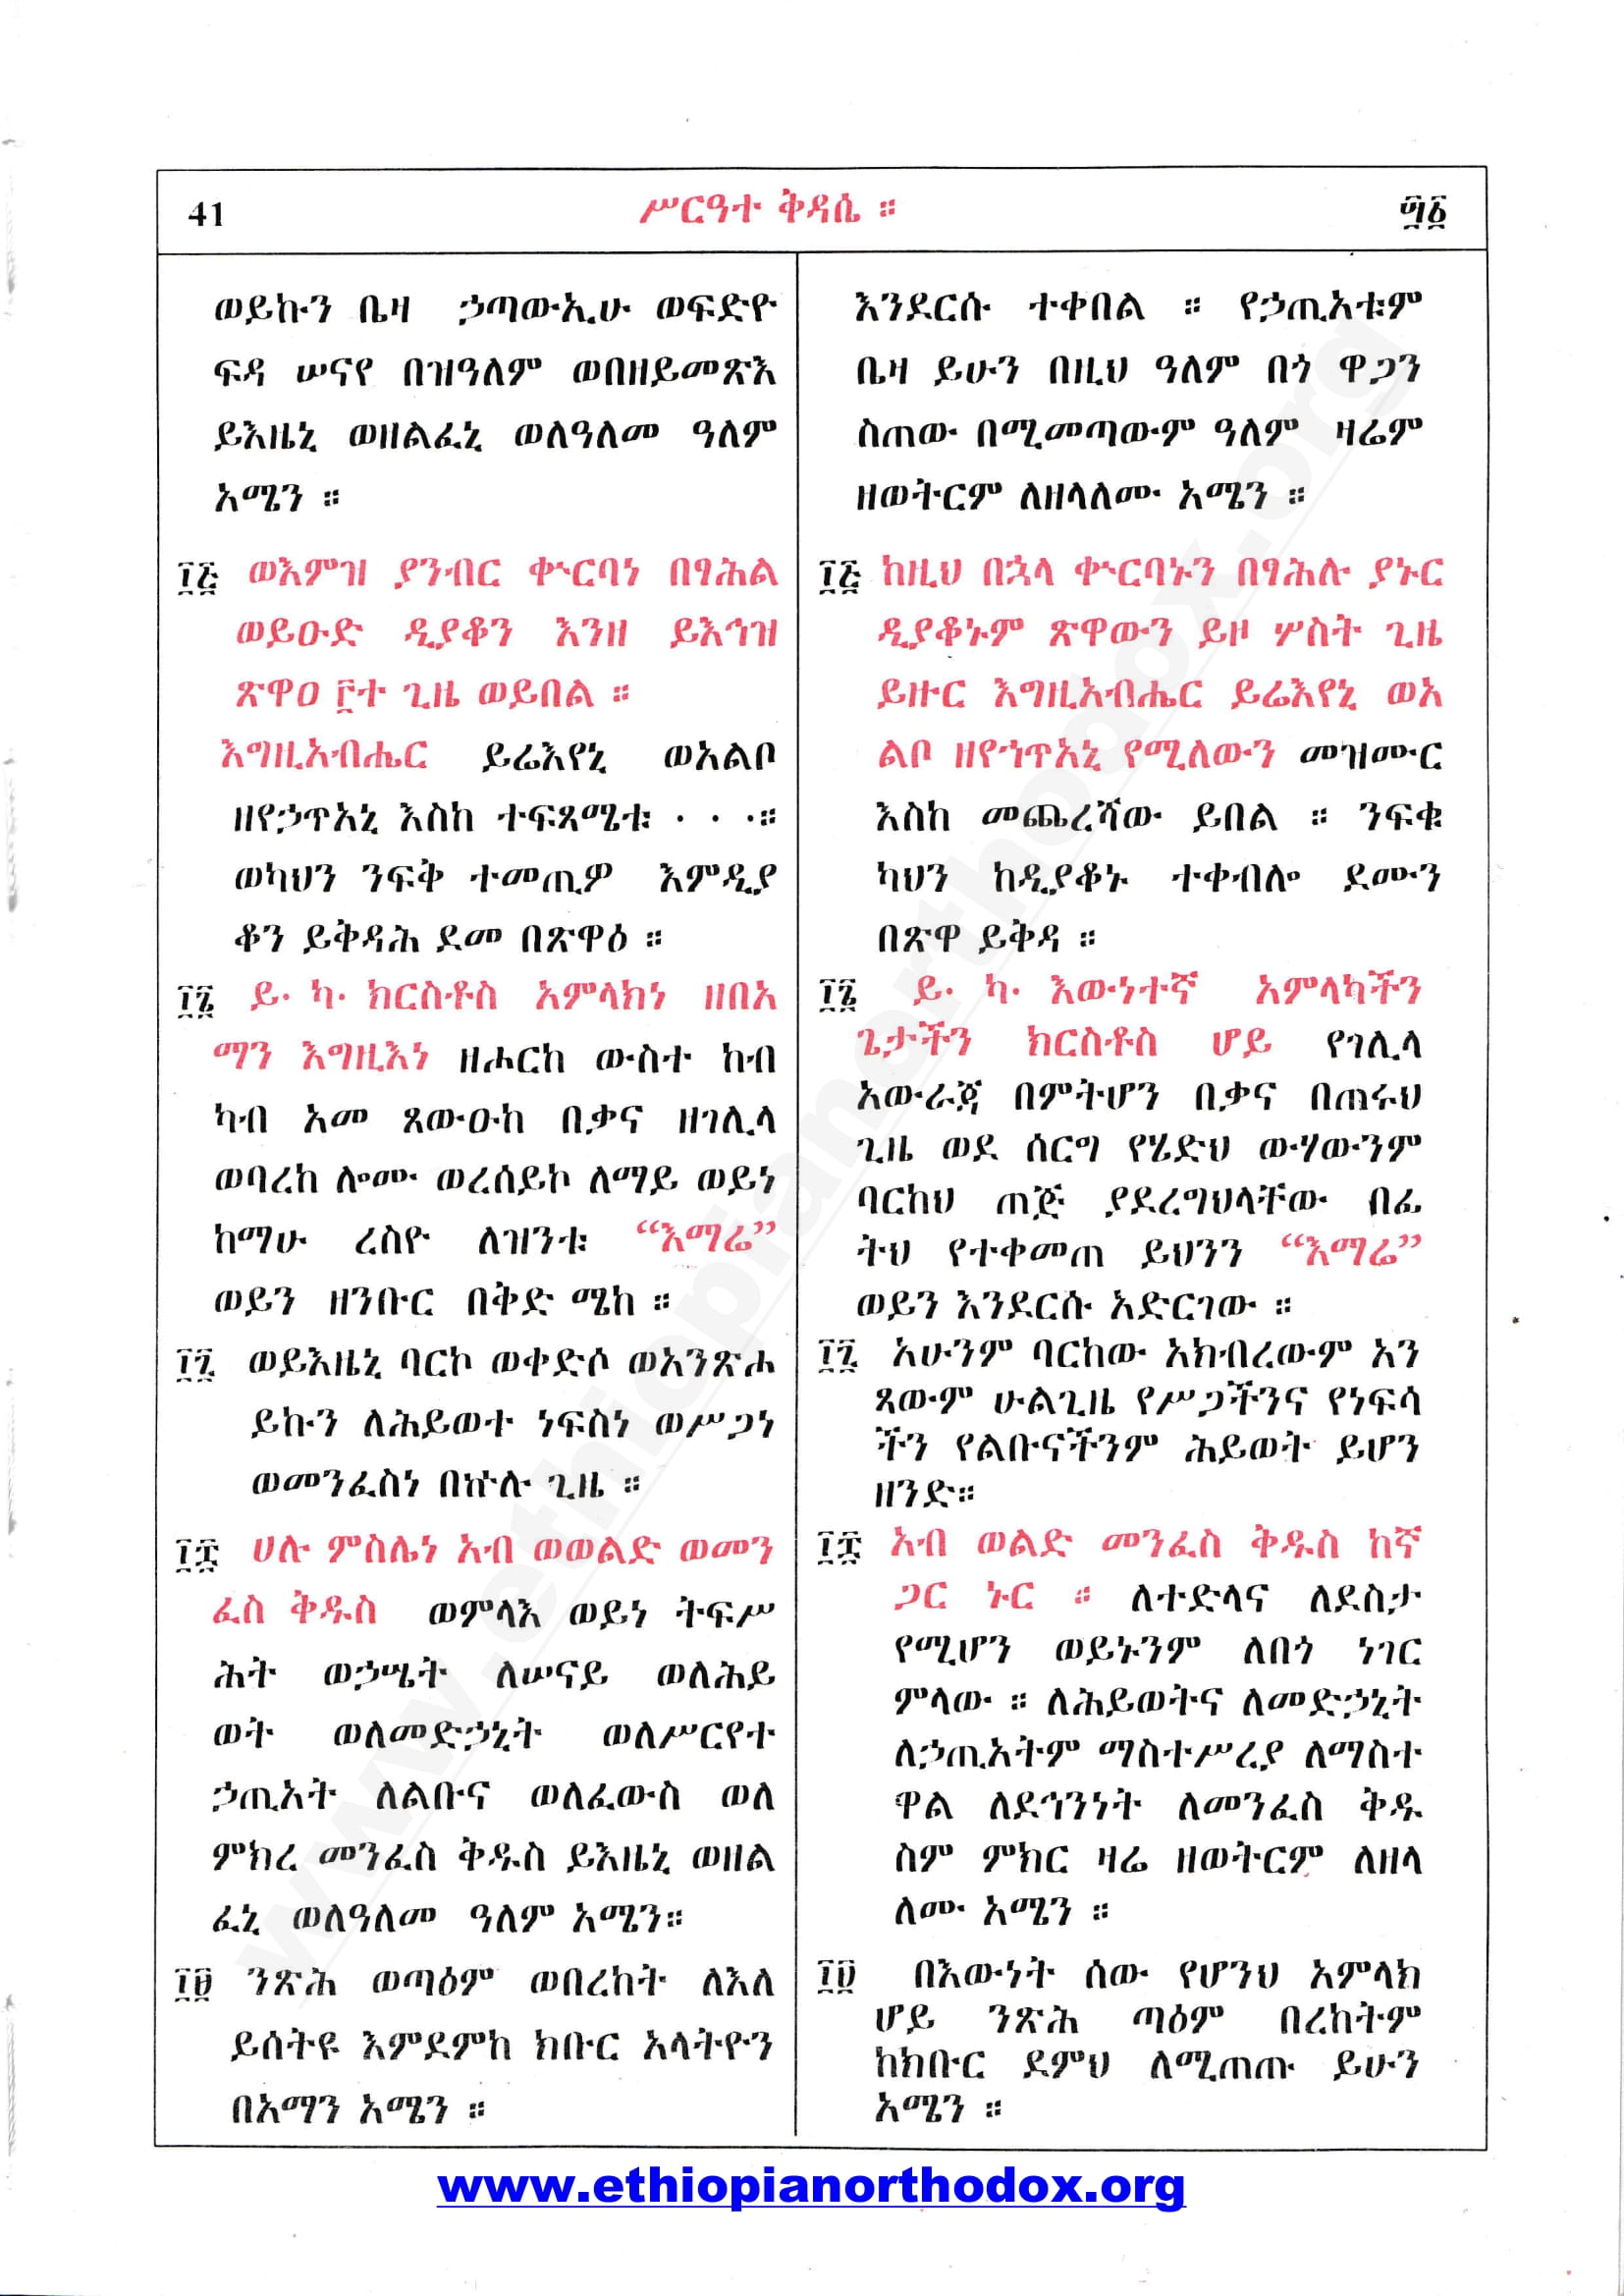 41 ሥርዓተ ቅዳሴ ። ፵፩
ወይኩን ቤዛ ኃጣውኢሁ ወፍድዮ
ፍዳ ሠናየ በዝዓለም ወበዘይመጽእ
ይእዜኒ ወዘልፈኒ ወለዓለመ ዓለም
አሜን ።
፲፭ ወእምዝ ያንብር ቍርባነ በፃሕል
ወይዑድ ዲያቆን እንዘ ይእኅዝ
ጽዋዐ ፫ተ ጊዜ ወይበል ።
እግዚአብሔር ይሬእየኒ ወአልቦ
ዘየኃጥአኒ እስከ ተፍጻሜቱ · · ·።
ወካህን ንፍቅ ተመጢዎ እምዲያ
ቆን ይቅዳሕ ደመ በጽዋዕ ።
፲፮ ይ· ካ· ክርስቶስ አምላክነ ዘበአ
ማን እግዚእነ ዘሖርከ ውስተ ከብ
ካብ አመ ጸውዑከ በቃና ዘገሊላ
ወባረከ ሎሙ ወረሰይኮ ለማይ ወይነ
ከማሁ ረስዮ ለዝንቱ “እማሬ”
ወይን ዘንቡር በቅድ ሜከ ።
፲፯ ወይእዜኒ ባርኮ ወቀድሶ ወአንጽሖ
ይኩን ለሕይወተ ነፍስነ ወሥጋነ
ወመንፈስነ በኵሉ ጊዜ ።
፲፰ ሀሉ ምስሌነ አብ ወወልድ ወመን
ፈስ ቅዱስ ወምላእ ወይነ ትፍሥ
ሕት ወኃሤት ለሠናይ ወለሕይ
ወት ወለመድኃኒት ወለሥርየተ
ኃጢአት ለልቡና ወለፈውስ ወለ
ምክረ መንፈስ ቅዱስ ይእዜኒ ወዘል
ፈኒ ወለዓለመ ዓለም አሜን።
፲፱ ንጽሕ ወጣዕም ወበረከት ለእለ
ይሰትዩ እምደምከ ክቡር አላትዮን
በአማን አሜን ።
እንደርሱ ተቀበል ። የኃጢአቱም
ቤዛ ይሁን በዚህ ዓለም በጎ ዋጋን
ስጠው በሚመጣውም ዓለም ዛሬም
ዘወትርም ለዘላለሙ አሜን ።
፲፭ ከዚህ በኋላ ቍርባኑን በፃሕሉ ያኑር
ዲያቆኑም ጽዋውን ይዞ ሦስት ጊዜ
ይዙር እግዚአብሔር ይሬእየኒ ወአ
ልቦ ዘየኀጥአኒ የሚለውን መዝሙር
እስከ መጨረሻው ይበል ። ንፍቁ
ካህን ከዲያቆኑ ተቀብሎ ደሙን
በጽዋ ይቅዳ ።
፲፮ ይ· ካ· እውነተኛ አምላካችን
ጌታችን ክርስቶስ ሆይ የገሊላ
አውራጃ በምትሆን በቃና በጠሩህ
ጊዜ ወደ ሰርግ የሄድህ ውሃውንም
ባርከህ ጠጅ ያደረግህላቸው በፊ
ትህ የተቀመጠ ይህንን “እማሬ”
ወይን እንደርሱ አድርገው ።
፲፯ አሁንም ባርከው አክብረውም አን
ጻውም ሁልጊዜ የሥጋችንና የነፍሳ
ችን የልቡናችንም ሕይወት ይሆን
ዘንድ።
፲፰ አብ ወልድ መንፈስ ቅዱስ ከኛ
ጋር ኑር ። ለተድላና ለደስታ
የሚሆን ወይኑንም ለበጎ ነገር
ምላው ። ለሕይወትና ለመድኃኒት
ለኃጢአትም ማስተሥረያ ለማስተ
ዋል ለደኅንነት ለመንፈስ ቅዱ
ስም ምክር ዛሬ ዘወትርም ለዘላ
ለሙ አሜን ።
፲፱ በእውነት ሰው የሆንህ አምላክ
ሆይ ንጽሕ ጣዕም በረከትም
ከክቡር ደምህ ለሚጠጡ ይሁን
አሜን ።
www.ethiopianorthodox.org
www.ethiopianorthodox.org